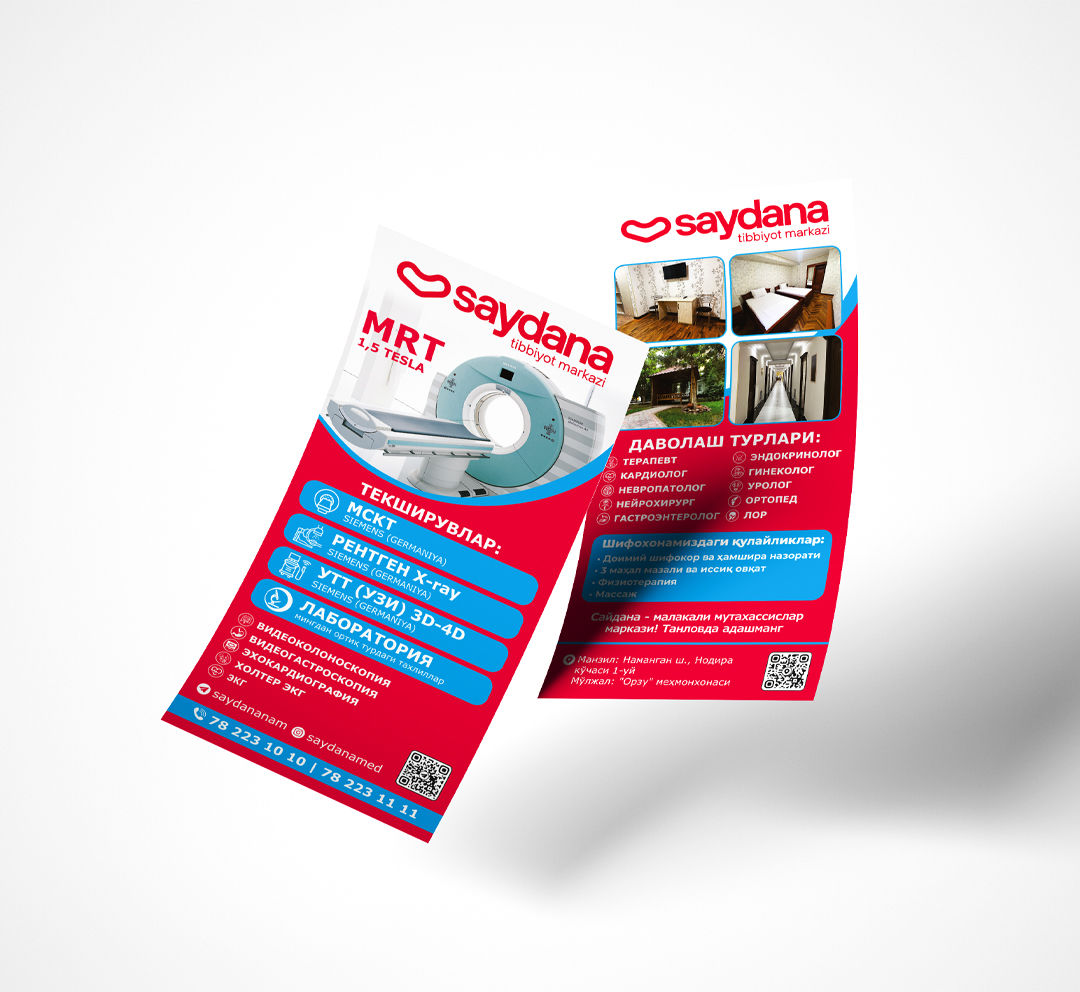 saydana
tibbiyot markazi
MRT
1,5 TESLA
ТЕКШИРУВЛАР:
МСКТ
SIEMENS (GERMANIYA)
РЕНТГЕН X-ray
SIEMENS (GERMANIYA)
УТТ (УЗИ) 3D-4D
SIEMENS (GERMANIYA)
ЛАБОРАТОРИЯ
мингдан ортиқ турдаги тахлиллар
ВИДЕОКОЛОНОСКОПИЯ
ВИДЕОГАСТРОСКОПИЯ
ЭХОКАРДИОГРАФИЯ
ХОЛТЕР ЭКГ
ЭКГ
saydananam saydanamed
78 223 10 10 | 78 223 11 11
saydana
tibbiyot markazi
ДАВОЛАШ ТУРЛАРИ:
ТЕРАПЕВТ
КАРДИОЛОГ
НЕВРОПАТОЛОГ
НЕЙРОХИРУРГ
ГАСТРОЭНТЕРОЛОГ
ЭНДОКРИНОЛОГ
ГИНЕКОЛОГ
УРОЛОГ
ОРТОПЕД
ЛОР
Шифохонамиздаги қулайликлар:
• Доимий шифокор ва ҳамшира назорати
• 3 маҳал мазали ва иссиқ овқат
• Физиотерапия
• Массаж
Сайдана - малакали мутахассислар
маркази! Танловда адашманг
Манзил: Наманган ш., Нодира
кўчаси 1-уй
Мўлжал: "Орзу" меҳмонхонаси